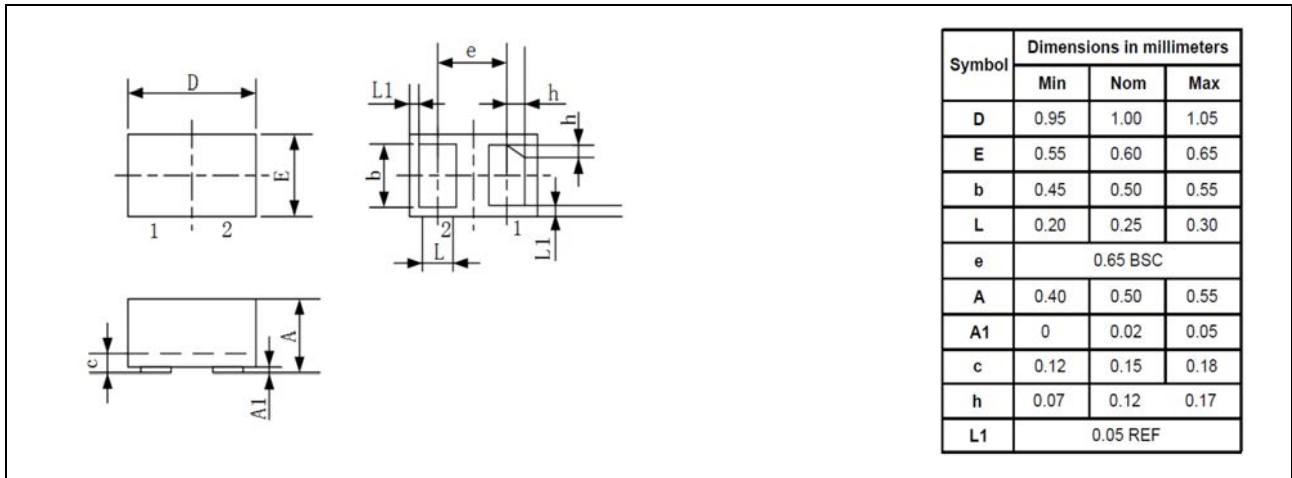 D
E
1 2
e
L1
h
h
b
2 1
L
L1
A
c
A1
Symbol Dimensions in millimeters
Min Nom Max
D 0.95 1.00 1.05
E 0.55 0.60 0.65
b 0.45 0.50 0.55
L 0.20 0.25 0.30
e 0.65 BSC
A 0.40 0.50 0.55
A1 0 0.02 0.05
c 0.12 0.15 0.18
h 0.07 0.12 0.17
L1 0.05 REF